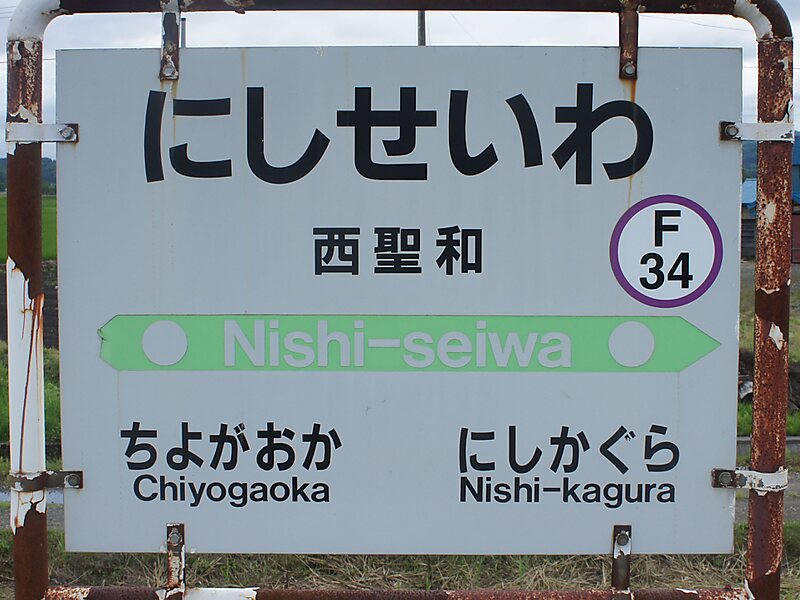 にしせいわ
西聖和
F
34
Nishi-seiwa
ちよがおか
Chiyogaoka
にしかぐら
Nishi-kagura